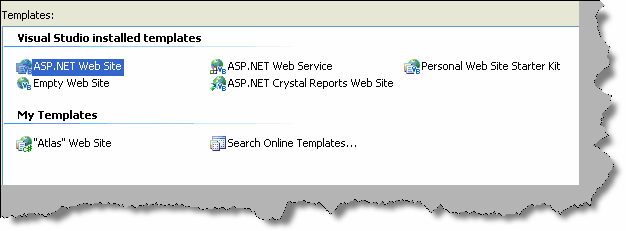 Templates:
Visual Studio installed templates
ASP.NET Web Site
ASP.NET Web Service
Personal Web Site Starter Kit
Empty Web Site
ASP.NET Crystal Reports Web Site
My Templates
"Atlas" Web Site
Search Online Templates...